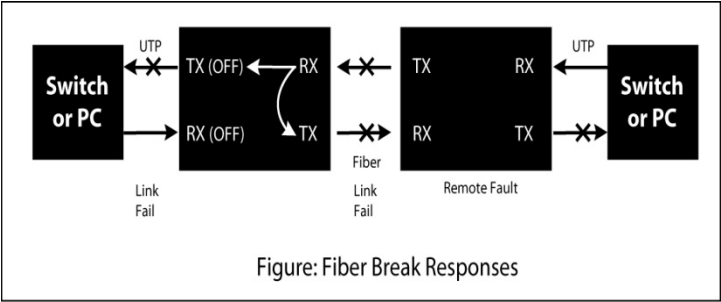 UTP
UTP
Switch
or PC
TX (OFF)
RX
TX
RX
Switch
or PC
RX (OFF)
TX
RX
TX
Fiber
Link
Fail
Link
Fail
Remote Fault
Figure: Fiber Break Responses